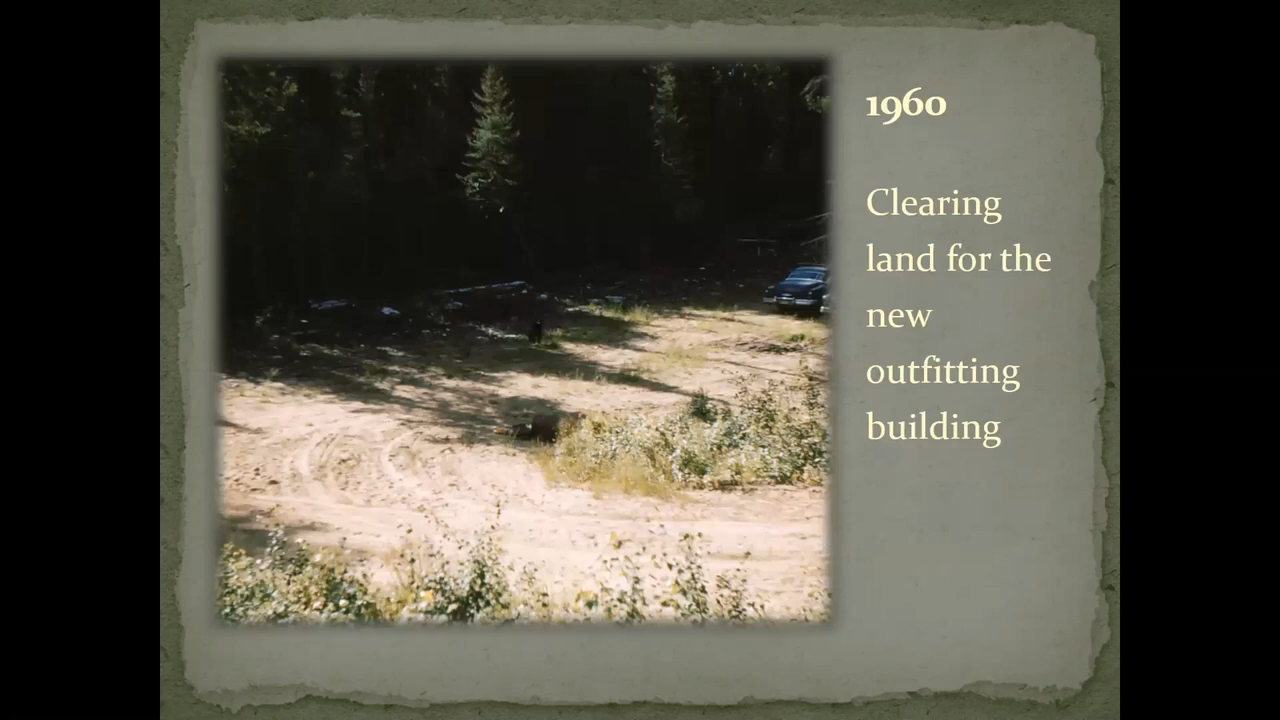 1960
Clearing
land for the
new
outfitting
building